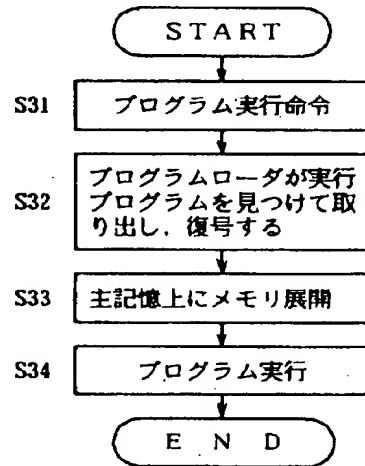 START
S31 プログラム実行命令
プログラムローダが実行
S32 プログラムを見つけて取
り出し，復号する
S33 主記憶上にメモリ展開
S34 プログラム実行
END